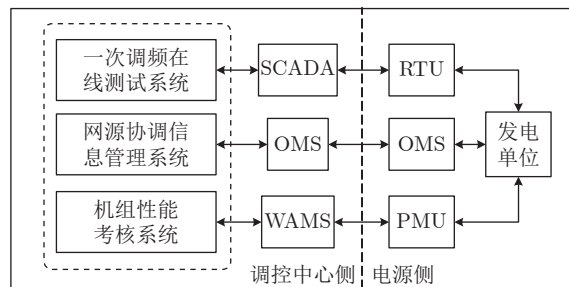 一次调频在
线测试系统
SCADA
RTU
网源协调信
息管理系统
OMS
OMS
发电
单位
机组性能
考核系统
WAMS
PMU
调控中心侧
电源侧